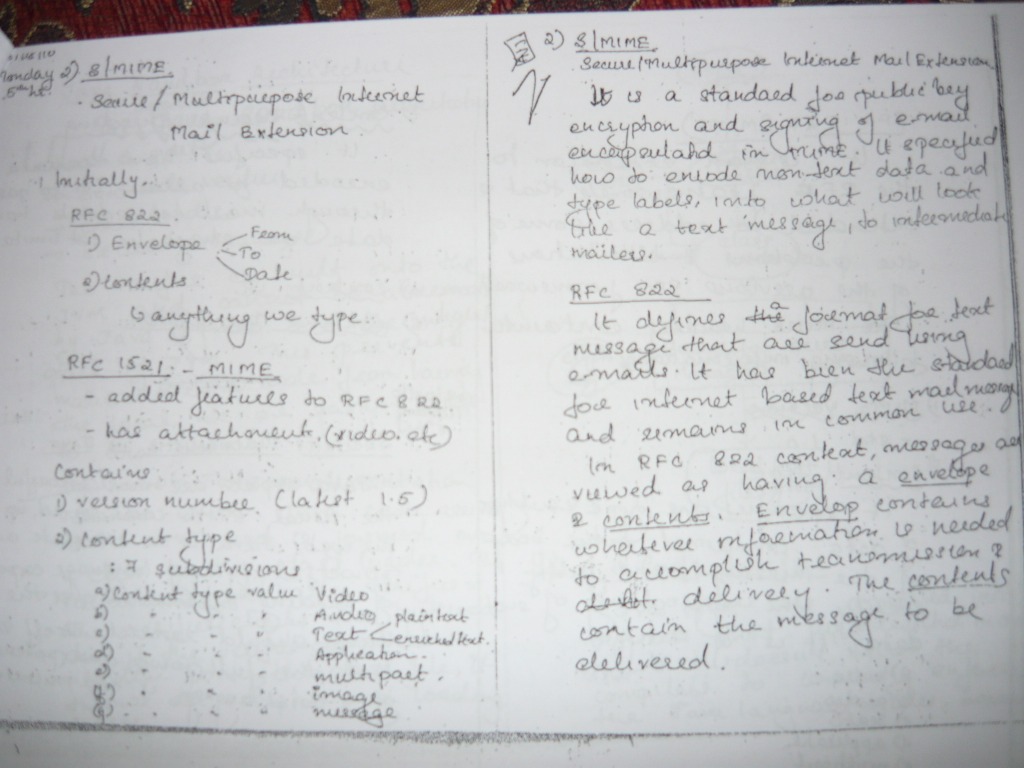 Monday
5th hr.
2) S/MIME
. Secure / Multipurpose Internet
Mail Extension
Initially.
RFC 822
1) Envelope From
To
Date
2) contents
↳ anything we type
RFC 1521 - MIME
- added features to RFC 822
- has attachment (video. etc)
Contains
1) version number (latest 1.5)
2) Content type
: 7 subdivisions
a) Content type value Video
b) " " " Audio
c) " " " Text plain text
enriched text.
d) " " " Application.
e) " " " multipart.
f) " " " image
g) " " " message
2) S/MIME
Secure/Multipurpose Internet Mail Extension
It is a standard for public key
encryption and signing of e.mail
encapsulated in MIME. It specified
how to encode non-text data and
type labels, into what will look
like a text message, to intermediate
mailers.
RFC 822
It defines the a format for text
message that are send using
e.mails. It has been the standard
for internet based text mail message
and remains in common use.
In RFC 822 context, messages are
viewed as having a envelope
& contents. Envelop contains
whatever information is needed
to accomplish transmission &
delivery. The contents
contain the message to be
delivered.